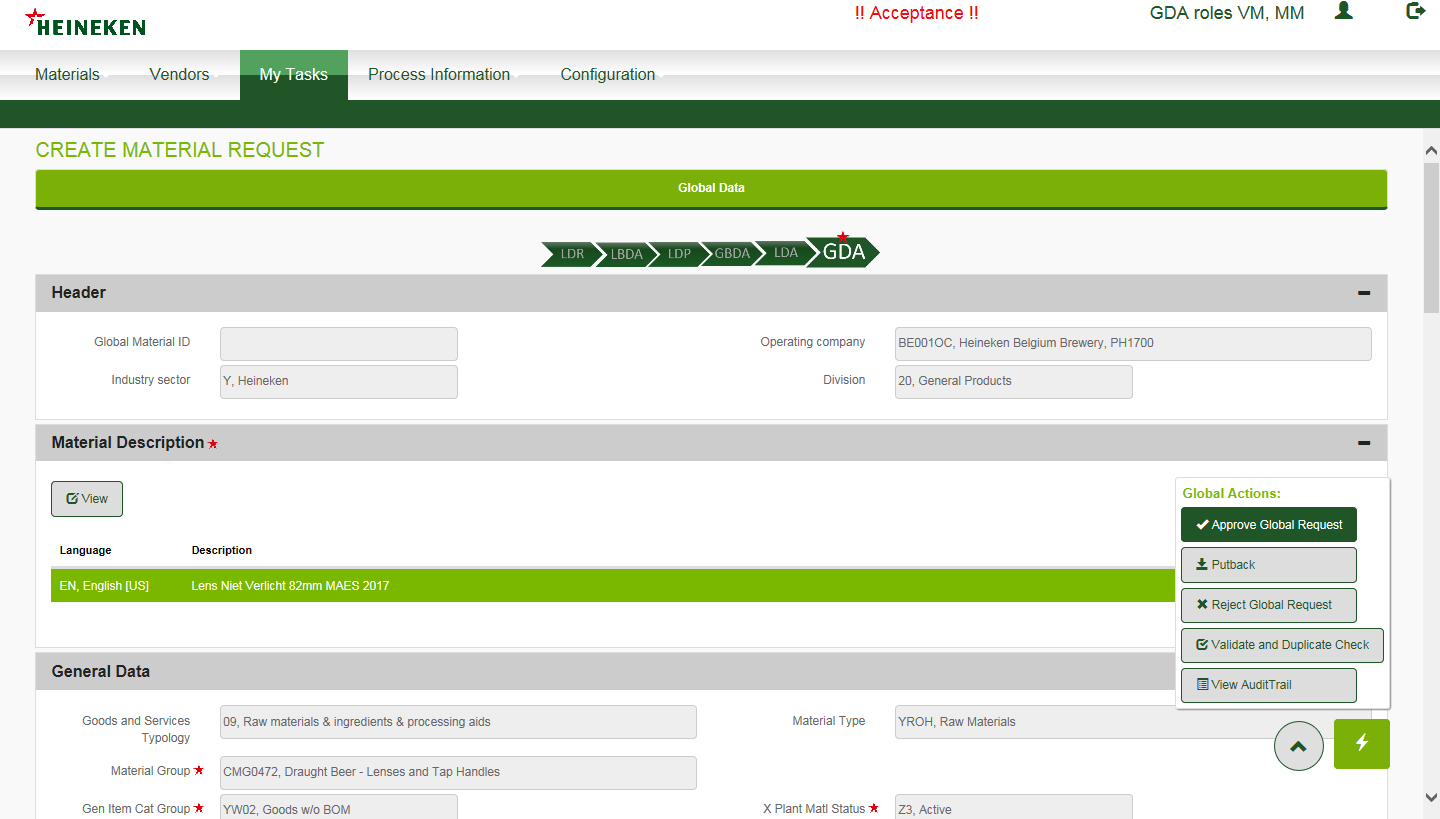 HEINEKEN
!! Acceptance !!
GDA roles VM, MM
Materials
Vendors
My Tasks
Process Information
Configuration
CREATE MATERIAL REQUEST
Global Data
LDR
LBDA
LDP
GBDA
LDA
GDA
Header
Global Material ID
Operating company
BE001OC, Heineken Belgium Brewery, PH1700
Industry sector
Y, Heineken
Division
20, General Products
Material Description
View
Language
Description
EN, English [US]
Lens Niet Verlicht 82mm MAES 2017
Global Actions:
Approve Global Request
Putback
Reject Global Request
Validate and Duplicate Check
View AuditTrail
General Data
Goods and Services
Typology
09, Raw materials & ingredients & processing aids
Material Type
YROH, Raw Materials
Material Group
CMG0472, Draught Beer - Lenses and Tap Handles
Gen Item Cat Group
YW02, Goods w/o BOM
X Plant Matl Status
Z3, Active